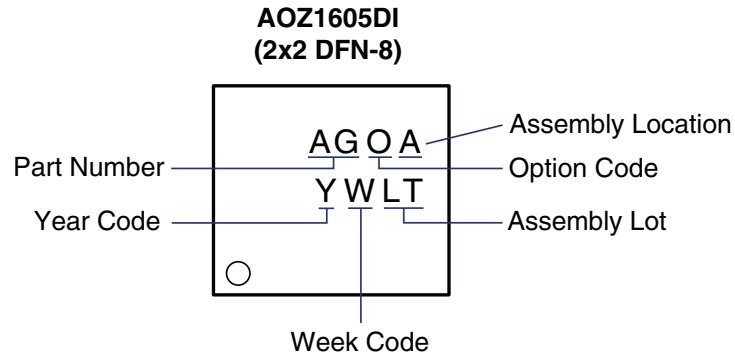 AOZ1605DI
(2x2 DFN-8)
AGOA
Assembly Location
Part Number
Option Code
YWLT
Year Code
Assembly Lot
Week Code